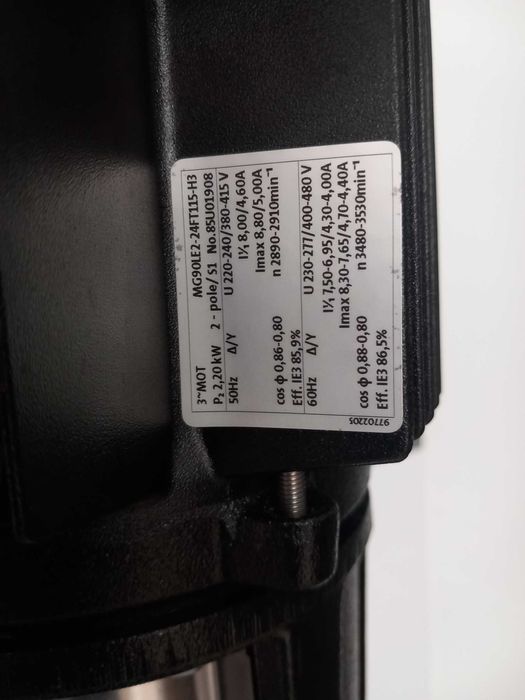 3~MOT MG90LE2-24FT115-H3
P₂ 2,20 kW 2 - pole/ S1 No.85U01908
50Hz Δ/Y U 220-240/380-415 V
I¹⁄₁ 8,00/4,60A
Imax 8,80/5,00A
cos ϕ 0,86-0,80 n 2890-2910min⁻¹
Eff. IE3 85,9%
60Hz Δ/Y U 230-277/400-480 V
I¹⁄₁ 7,50-6,95/4,30-4,00A
Imax 8,30-7,65/4,70-4,40A
cos ϕ 0,88-0,80 n 3480-3530min⁻¹
Eff. IE3 86,5%
97702205